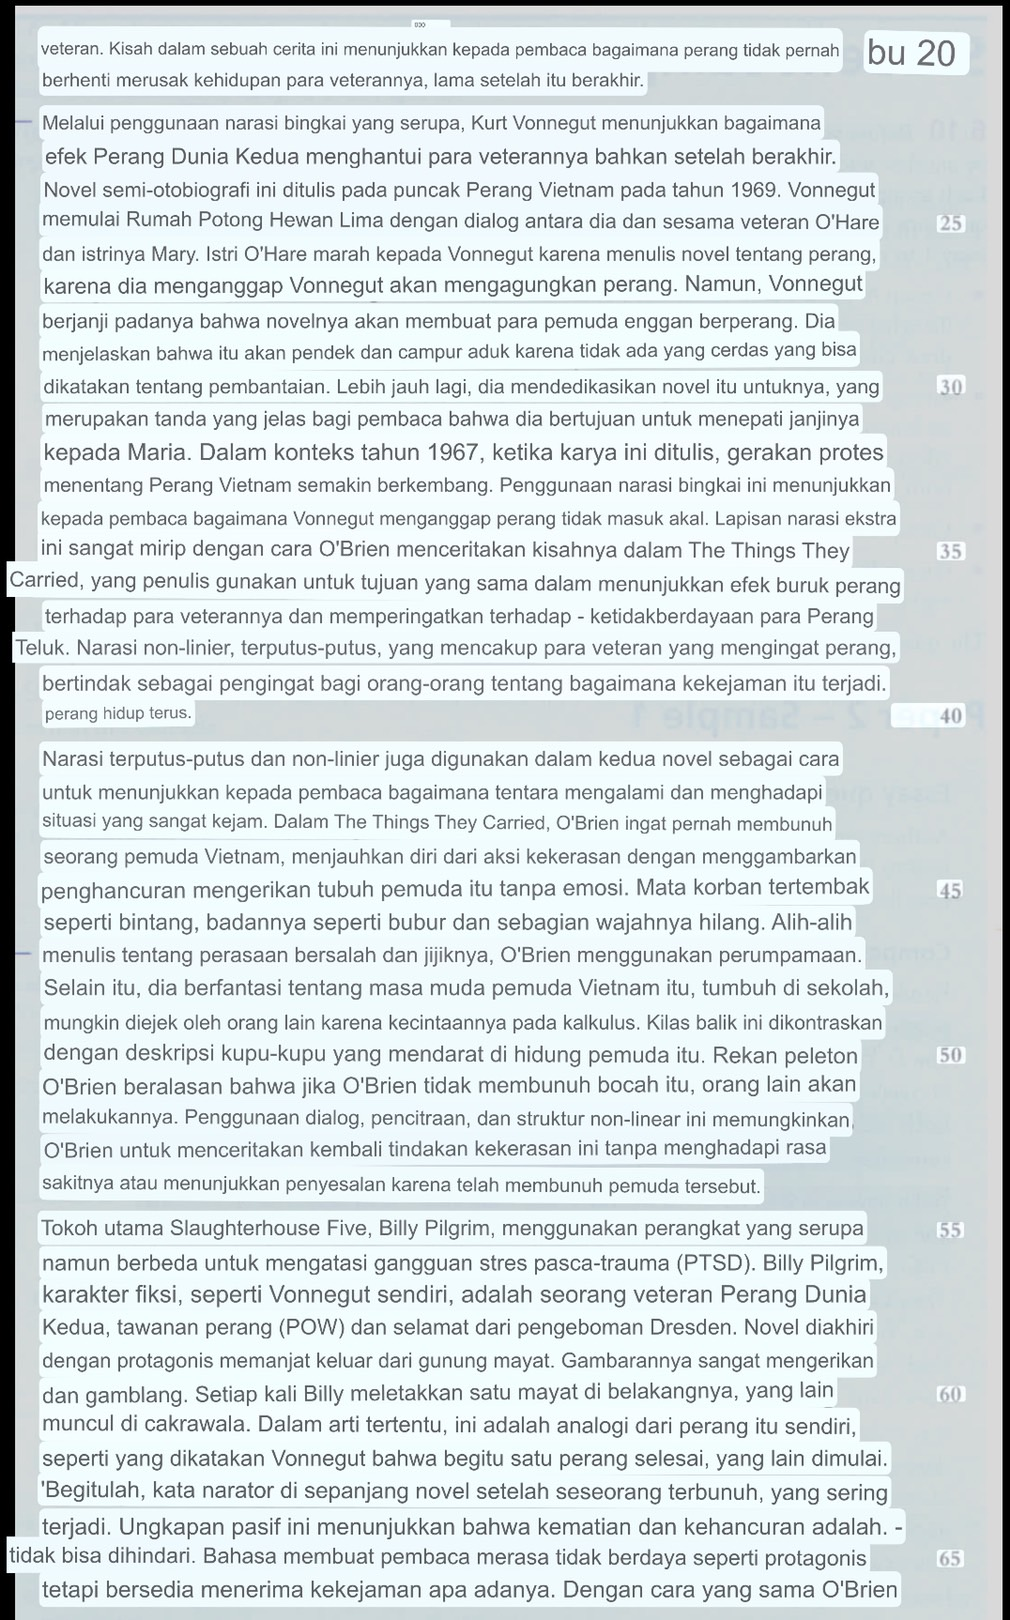 veteran. Kisah dalam sebuah cerita ini menunjukkan kepada pembaca bagaimana perang tidak pernah bu 20
berhenti merusak kehidupan para veterannya, lama setelah itu berakhir.
Melalui penggunaan narasi bingkai yang serupa, Kurt Vonnegut menunjukkan bagaimana
efek Perang Dunia Kedua menghantui para veterannya bahkan setelah berakhir.
Novel semi-otobiografi ini ditulis pada puncak Perang Vietnam pada tahun 1969. Vonnegut
memulai Rumah Potong Hewan Lima dengan dialog antara dia dan sesama veteran O'Hare 25
dan istrinya Mary. Istri O'Hare marah kepada Vonnegut karena menulis novel tentang perang,
karena dia menganggap Vonnegut akan mengagungkan perang. Namun, Vonnegut
berjanji padanya bahwa novelnya akan membuat para pemuda enggan berperang. Dia
menjelaskan bahwa itu akan pendek dan campur aduk karena tidak ada yang cerdas yang bisa
dikatakan tentang pembantaian. Lebih jauh lagi, dia mendedikasikan novel itu untuknya, yang 30
merupakan tanda yang jelas bagi pembaca bahwa dia bertujuan untuk menepati janjinya
kepada Maria. Dalam konteks tahun 1967, ketika karya ini ditulis, gerakan protes
menentang Perang Vietnam semakin berkembang. Penggunaan narasi bingkai ini menunjukkan
kepada pembaca bagaimana Vonnegut menganggap perang tidak masuk akal. Lapisan narasi ekstra
ini sangat mirip dengan cara O'Brien menceritakan kisahnya dalam The Things They 35
Carried, yang penulis gunakan untuk tujuan yang sama dalam menunjukkan efek buruk perang
terhadap para veterannya dan memperingatkan terhadap - ketidakberdayaan para Perang
Teluk. Narasi non-linier, terputus-putus, yang mencakup para veteran yang mengingat perang,
bertindak sebagai pengingat bagi orang-orang tentang bagaimana kekejaman itu terjadi.
perang hidup terus. 40
Narasi terputus-putus dan non-linier juga digunakan dalam kedua novel sebagai cara
untuk menunjukkan kepada pembaca bagaimana tentara mengalami dan menghadapi
situasi yang sangat kejam. Dalam The Things They Carried, O'Brien ingat pernah membunuh
seorang pemuda Vietnam, menjauhkan diri dari aksi kekerasan dengan menggambarkan
penghancuran mengerikan tubuh pemuda itu tanpa emosi. Mata korban tertembak 45
seperti bintang, badannya seperti bubur dan sebagian wajahnya hilang. Alih-alih
menulis tentang perasaan bersalah dan jijiknya, O'Brien menggunakan perumpamaan.
Selain itu, dia berfantasi tentang masa muda pemuda Vietnam itu, tumbuh di sekolah,
mungkin diejek oleh orang lain karena kecintaannya pada kalkulus. Kilas balik ini dikontraskan
dengan deskripsi kupu-kupu yang mendarat di hidung pemuda itu. Rekan peleton 50
O'Brien beralasan bahwa jika O'Brien tidak membunuh bocah itu, orang lain akan
melakukannya. Penggunaan dialog, pencitraan, dan struktur non-linear ini memungkinkan
O'Brien untuk menceritakan kembali tindakan kekerasan ini tanpa menghadapi rasa
sakitnya atau menunjukkan penyesalan karena telah membunuh pemuda tersebut.
Tokoh utama Slaughterhouse Five, Billy Pilgrim, menggunakan perangkat yang serupa 55
namun berbeda untuk mengatasi gangguan stres pasca-trauma (PTSD). Billy Pilgrim,
karakter fiksi, seperti Vonnegut sendiri, adalah seorang veteran Perang Dunia
Kedua, tawanan perang (POW) dan selamat dari pengeboman Dresden. Novel diakhiri
dengan protagonis memanjat keluar dari gunung mayat. Gambarannya sangat mengerikan
dan gamblang. Setiap kali Billy meletakkan satu mayat di belakangnya, yang lain 60
muncul di cakrawala. Dalam arti tertentu, ini adalah analogi dari perang itu sendiri,
seperti yang dikatakan Vonnegut bahwa begitu satu perang selesai, yang lain dimulai.
'Begitulah, kata narator di sepanjang novel setelah seseorang terbunuh, yang sering
terjadi. Ungkapan pasif ini menunjukkan bahwa kematian dan kehancuran adalah. -
tidak bisa dihindari. Bahasa membuat pembaca merasa tidak berdaya seperti protagonis 65
tetapi bersedia menerima kekejaman apa adanya. Dengan cara yang sama O'Brien